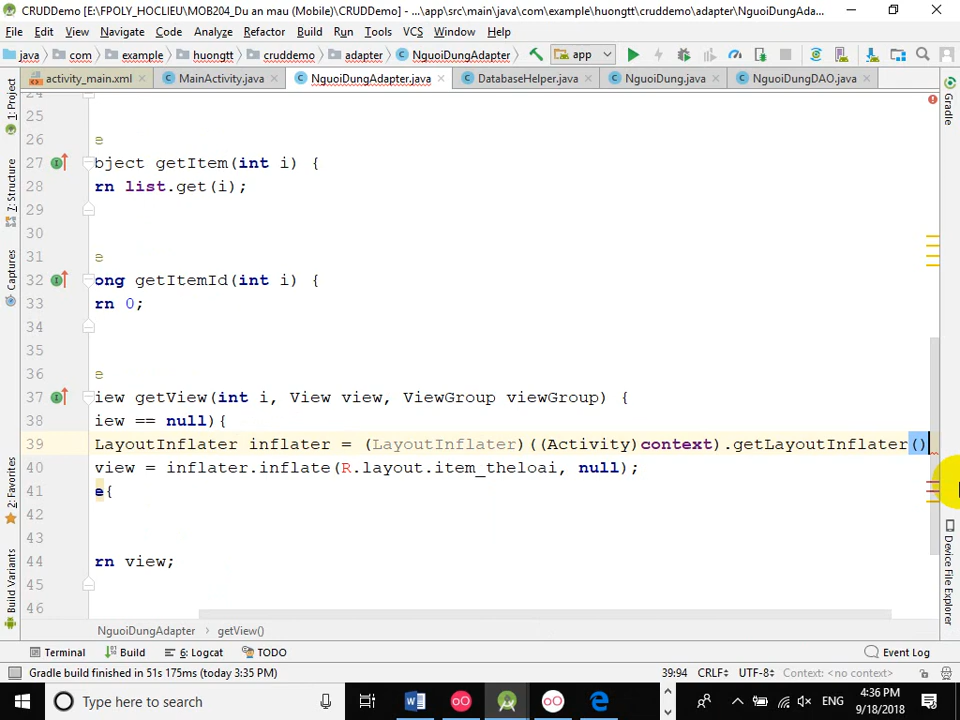 CRUDDemo [E:\FPOLY_HOCLIEU\MOB204_Du an mau (Mobile)\CRUDDemo] - ...\app\src\main\java\com\example\huongtt\cruddemo\adapter\NguoiDungAda...
File Edit View Navigate Code Analyze Refactor Build Run Tools VCS Window Help
java com example huongtt cruddemo adapter NguoiDungAdapter app
activity_main.xml MainActivity.java NguoiDungAdapter.java DatabaseHelper.java NguoiDung.java NguoiDungDAO.java
1: Project
7: Structure
Captures
2: Favorites
Build Variants
Gradle
Device File Explorer
24
25
26 e
27 bject getItem(int i) {
28 rn list.get(i);
29
30
31 e
32 ong getItemId(int i) {
33 rn 0;
34
35
36 e
37 iew getView(int i, View view, ViewGroup viewGroup) {
38 iew == null){
39 LayoutInflater inflater = (LayoutInflater)((Activity)context).getLayoutInflater()
40 view = inflater.inflate(R.layout.item_theloai, null);
41 e{
42
43
44 rn view;
45
46
NguoiDungAdapter getView()
Terminal Build 6: Logcat TODO Event Log
Gradle build finished in 51s 175ms (today 3:35 PM) 39:94 CRLF UTF-8 Context: <no context>
Type here to search ENG 4:36 PM
9/18/2018